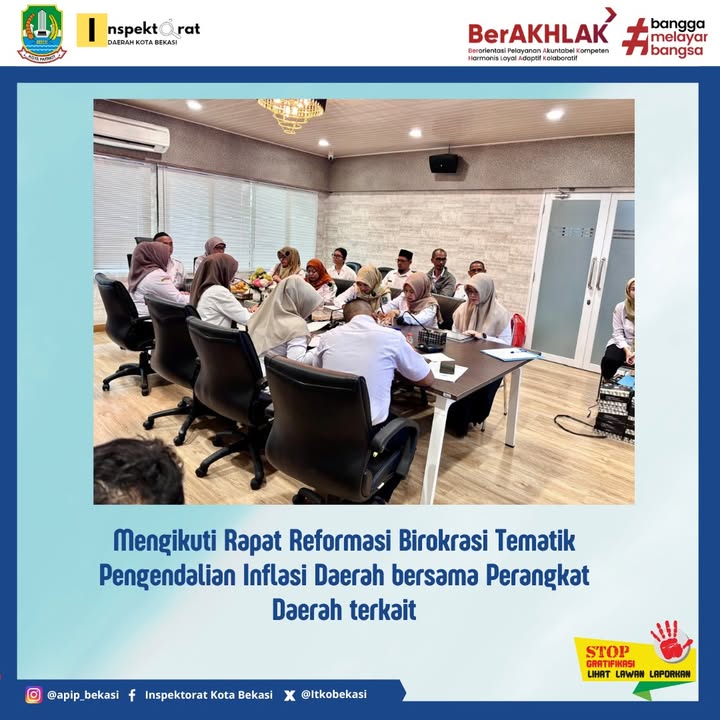 KOTA PATRIOT
Inspektorat
DAERAH KOTA BEKASI
BerAKHLAK
Berorientasi Pelayanan Akuntabel Kompeten
Harmonis Loyal Adaptif Kolaboratif
#bangga
melayani
bangsa
Mengikuti Rapat Reformasi Birokrasi Tematik
Pengendalian Inflasi Daerah bersama Perangkat
Daerah terkait
STOP
GRATIFIKASI
LIHAT LAWAN LAPORKAN
@apip_bekasi
Inspektorat Kota Bekasi
@Itkobekasi